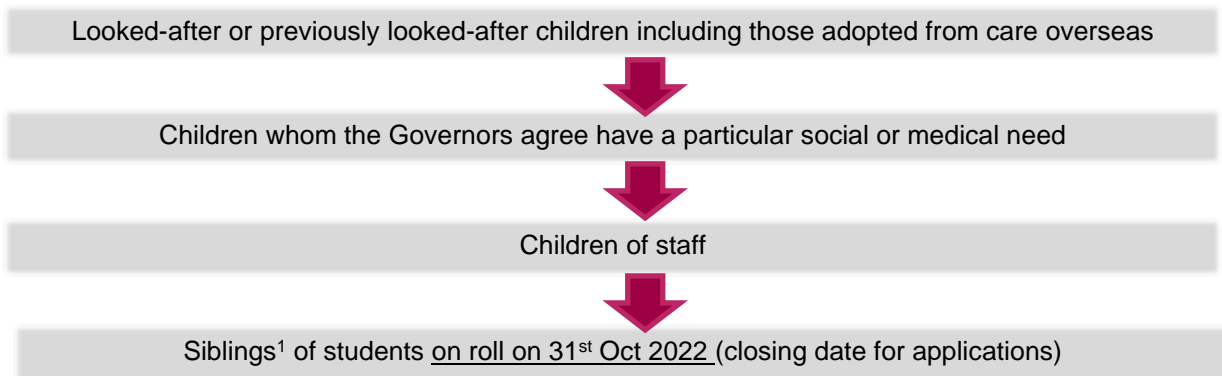 Looked-after or previously looked-after children including those adopted from care overseas
Children whom the Governors agree have a particular social or medical need
Children of staff
Siblings¹ of students on roll on 31st Oct 2022 (closing date for applications)